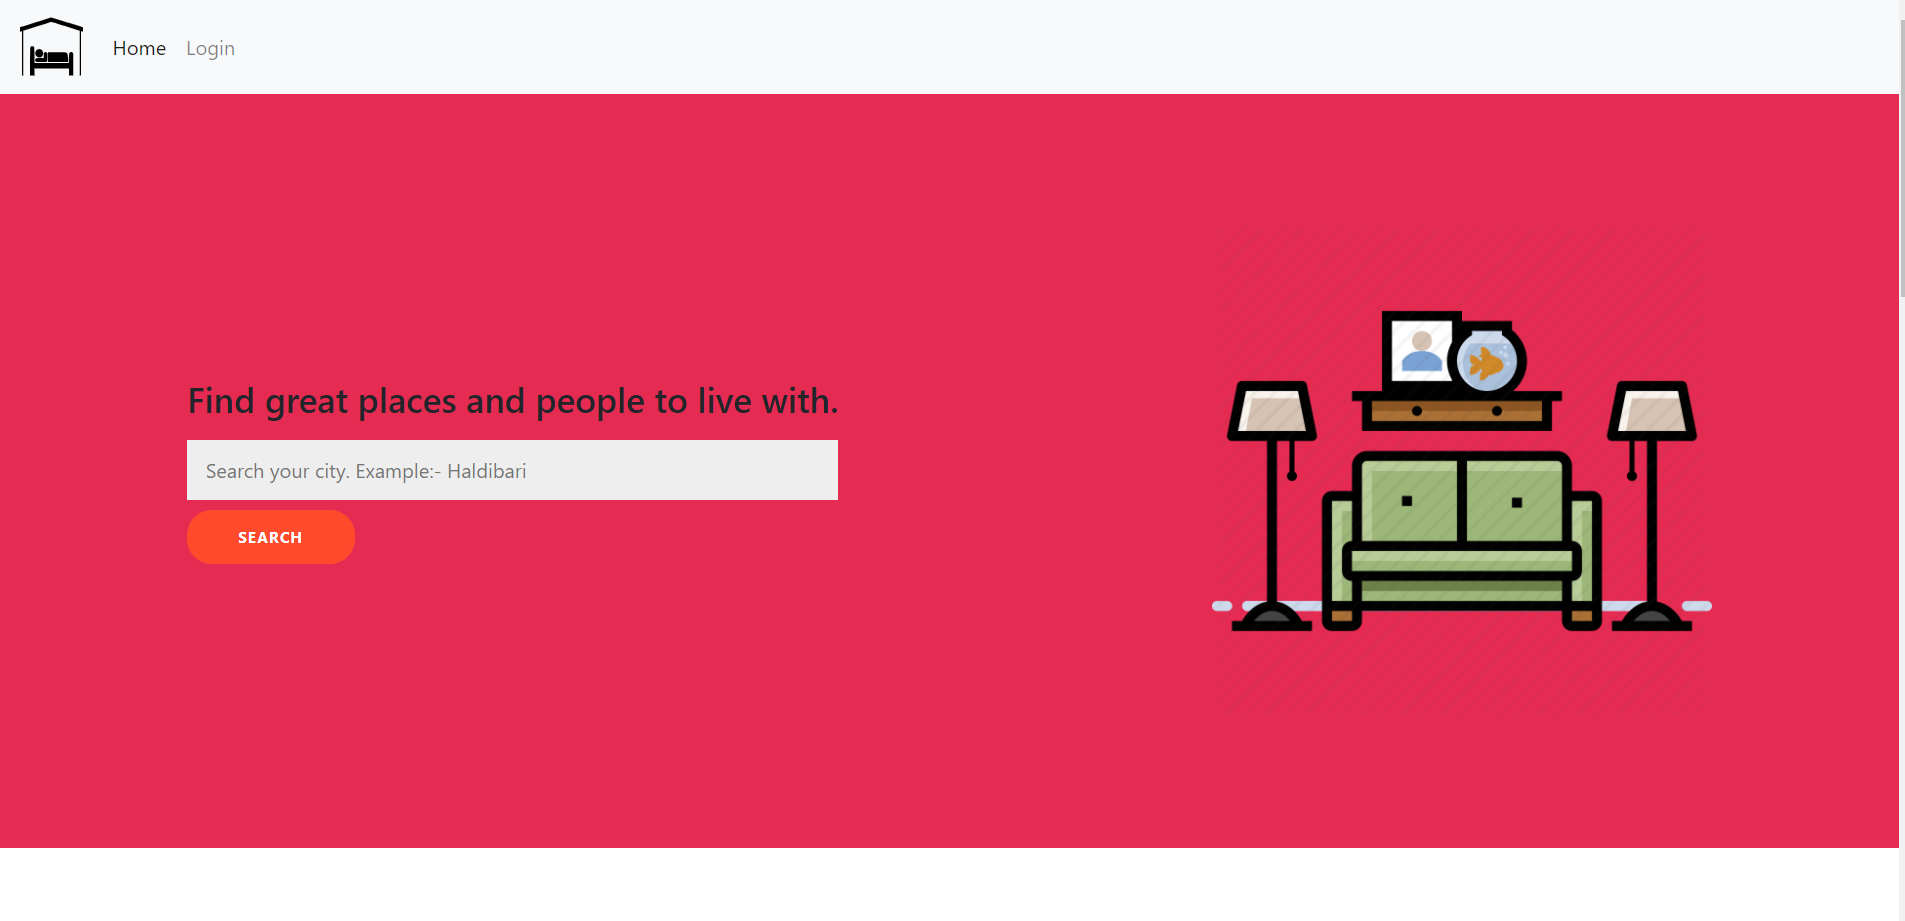 Home Login
Find great places and people to live with.
Search your city. Example:- Haldibari
SEARCH